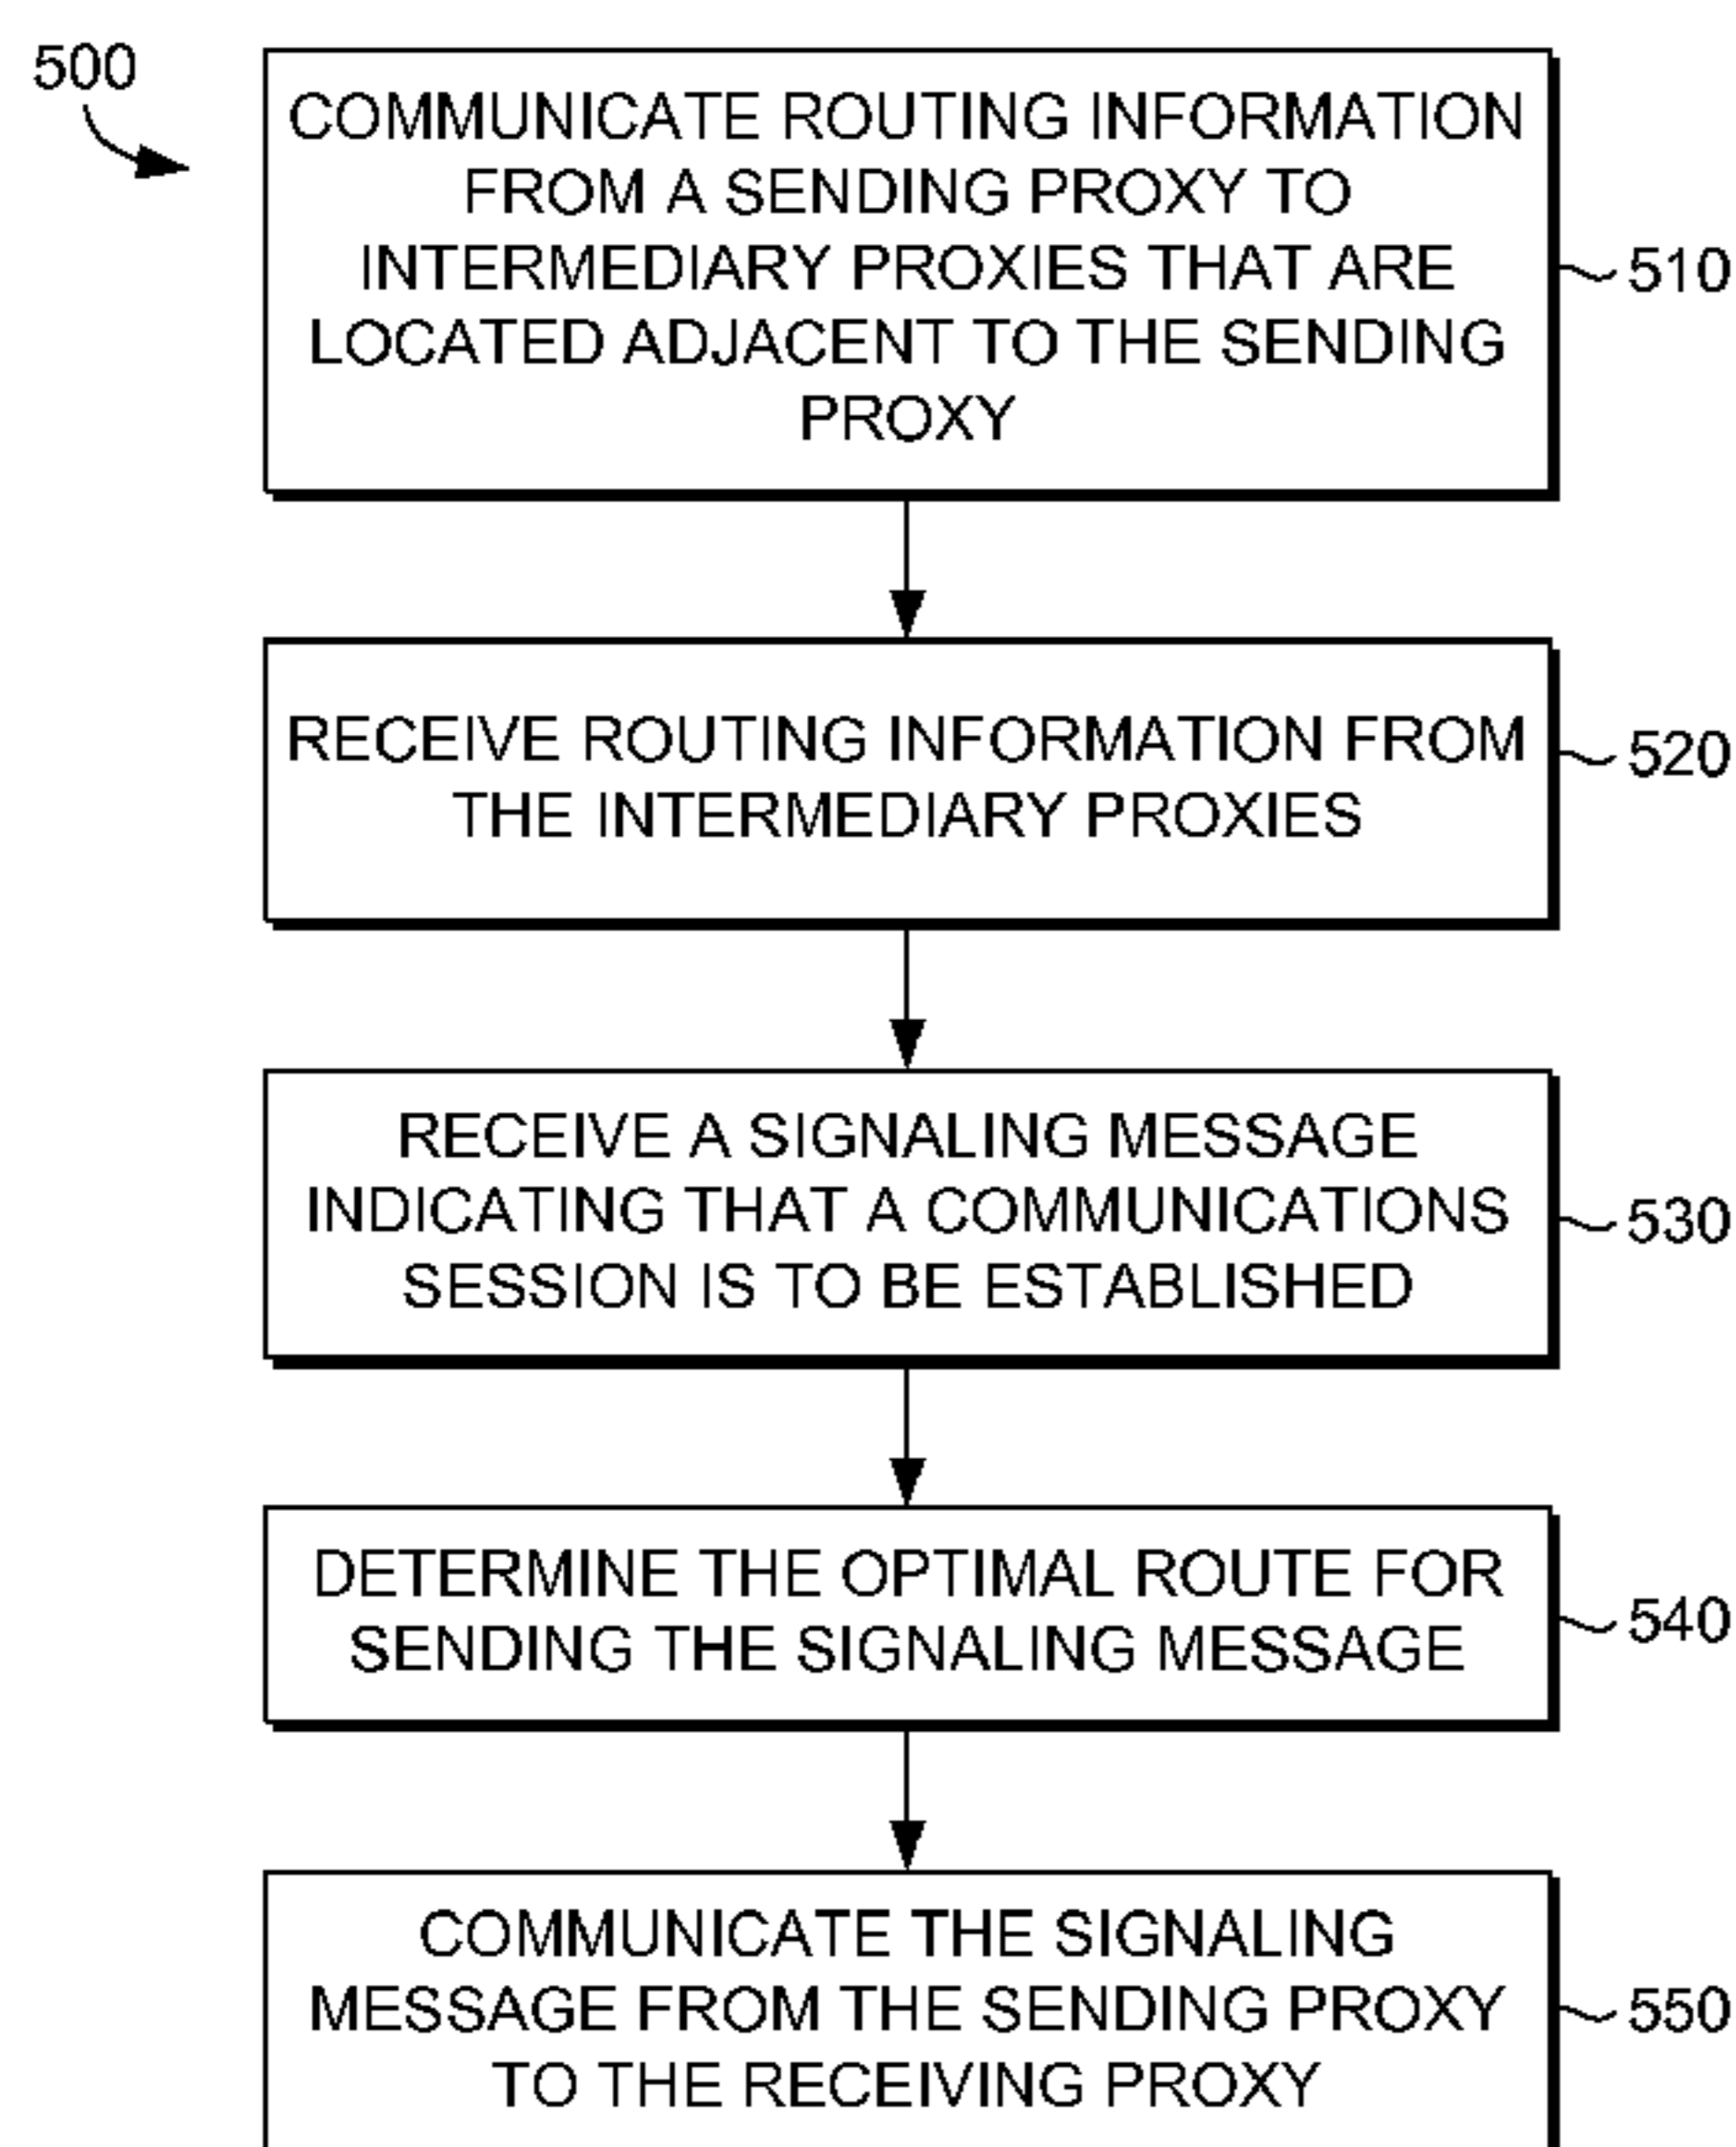 500
COMMUNICATE ROUTING INFORMATION
FROM A SENDING PROXY TO
INTERMEDIARY PROXIES THAT ARE
LOCATED ADJACENT TO THE SENDING
PROXY
510
RECEIVE ROUTING INFORMATION FROM
THE INTERMEDIARY PROXIES
520
RECEIVE A SIGNALING MESSAGE
INDICATING THAT A COMMUNICATIONS
SESSION IS TO BE ESTABLISHED
530
DETERMINE THE OPTIMAL ROUTE FOR
SENDING THE SIGNALING MESSAGE
540
COMMUNICATE THE SIGNALING
MESSAGE FROM THE SENDING PROXY
TO THE RECEIVING PROXY
550